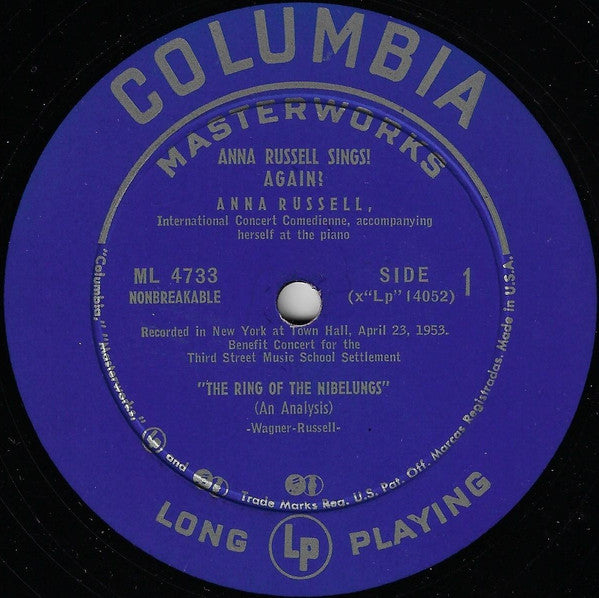 COLUMBIA
MASTERWORKS
ANNA RUSSELL SINGS!
AGAIN?
ANNA RUSSELL,
International Concert Comedienne, accompanying
herself at the piano
ML 4733
NONBREAKABLE
SIDE 1
(x"Lp" 14052)
Recorded in New York at Town Hall, April 23, 1953.
Benefit Concert for the
Third Street Music School Settlement
"THE RING OF THE NIBELUNGS"
(An Analysis)
-Wagner-Russell-
"Columbia," "Masterworks," Lp and Trade Marks Reg. U.S. Pat. Off. Marcas Registradas. Made in U.S.A.
LONG Lp PLAYING